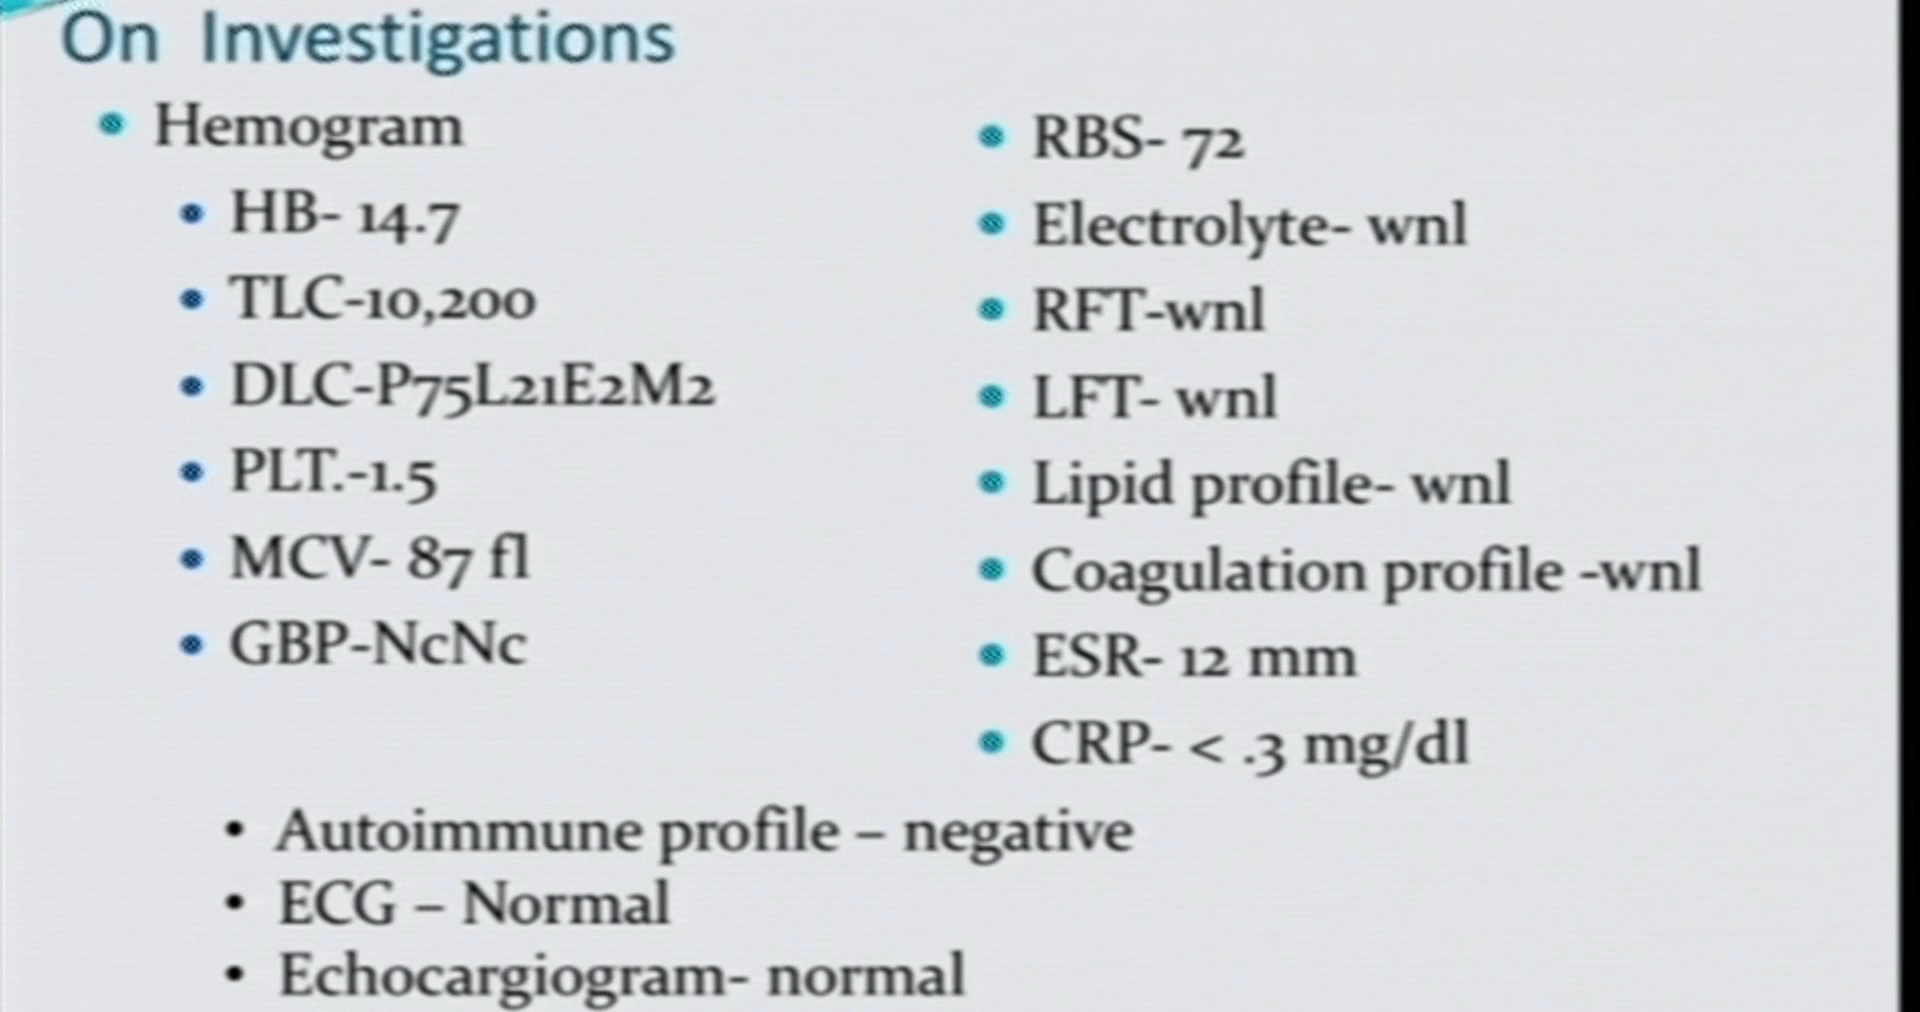 On Investigations
Hemogram
HB- 14.7
TLC-10,200
DLC-P75L21E2M2
PLT.-1.5
MCV- 87 fl
GBP-NcNc
RBS- 72
Electrolyte- wnl
RFT-wnl
LFT- wnl
Lipid profile- wnl
Coagulation profile -wnl
ESR- 12 mm
CRP- < .3 mg/dl
Autoimmune profile – negative
ECG – Normal
Echocargiogram- normal